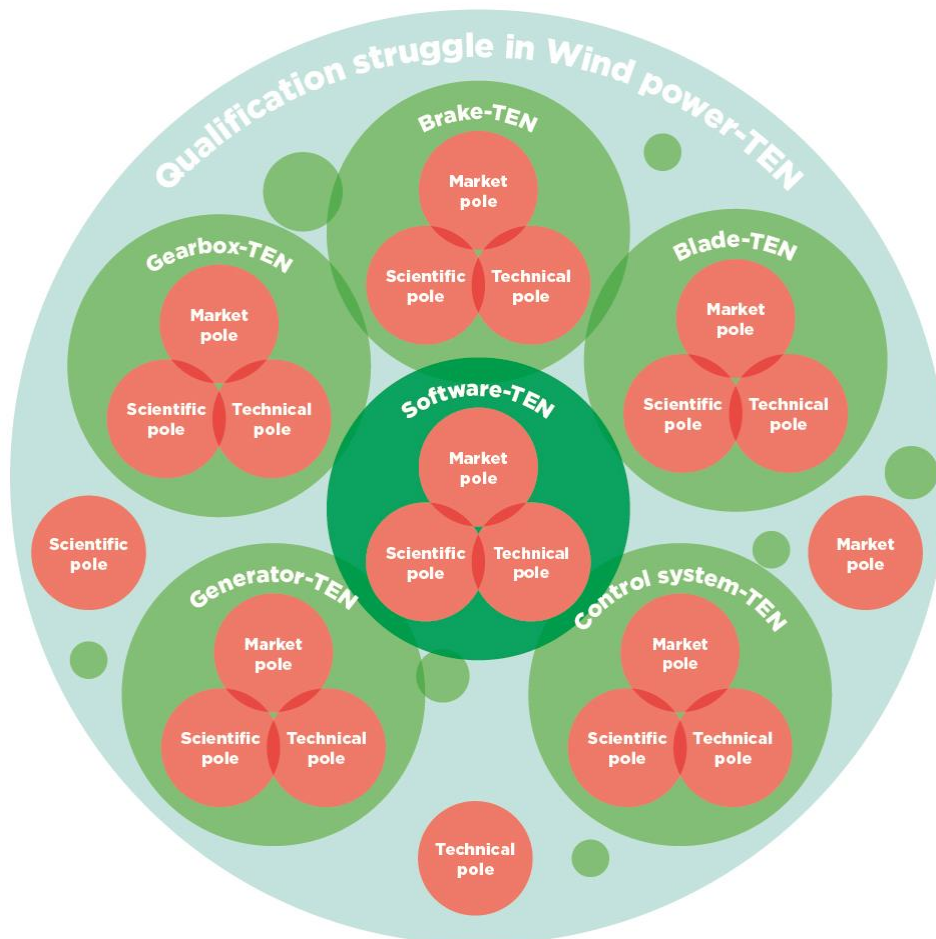 Qualification struggle in Wind power-TEN
Brake-TEN
Market
pole
Scientific
pole
Technical
pole
Gearbox-TEN
Market
pole
Scientific
pole
Technical
pole
Blade-TEN
Market
pole
Scientific
pole
Technical
pole
Software-TEN
Market
pole
Scientific
pole
Technical
pole
Scientific
pole
Market
pole
Generator-TEN
Market
pole
Scientific
pole
Technical
pole
Control system-TEN
Market
pole
Scientific
pole
Technical
pole
Technical
pole